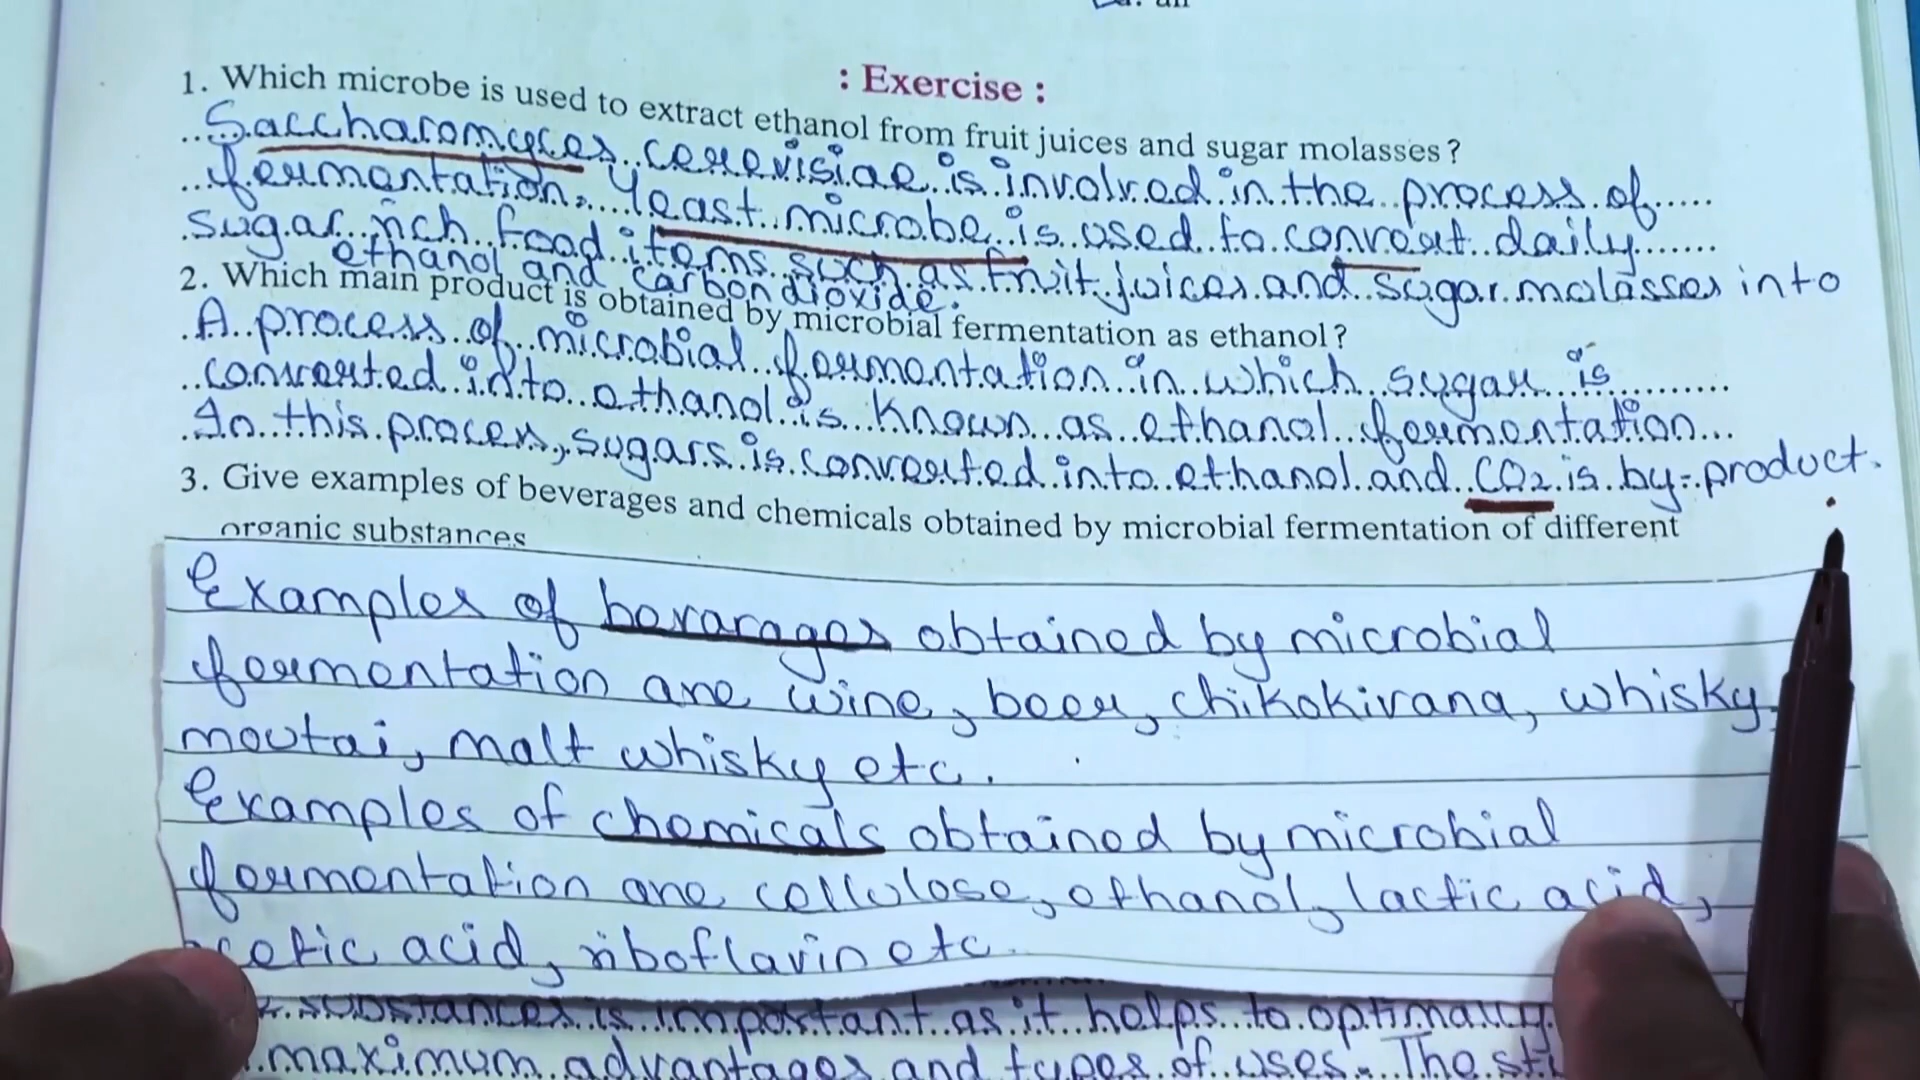 : Exercise :
1. Which microbe is used to extract ethanol from fruit juices and sugar molasses?
Saccharomyces cerevisiae is involved in the process of
fermentation. Yeast microbe is used to convert daily
sugar rich food items such as fruit juices and sugar molasses into
ethanol and carbondioxide.
2. Which main product is obtained by microbial fermentation as ethanol?
A process of microbial fermentation in which sugar is
converted into ethanol is known as ethanol fermentation
In this process, sugars is converted into ethanol and CO2 is by-product.
3. Give examples of beverages and chemicals obtained by microbial fermentation of different
organic substances
Examples of bevarages obtained by microbial
fermentation are wine, beer, chikokivana, whisky,
moutai, malt whisky etc.
Examples of chemicals obtained by microbial
fermentation are cellulose, ethanol, lactic acid,
acetic acid, riboflavin etc.
substances is important as it helps to optimally
maximum advantages and types of uses. The